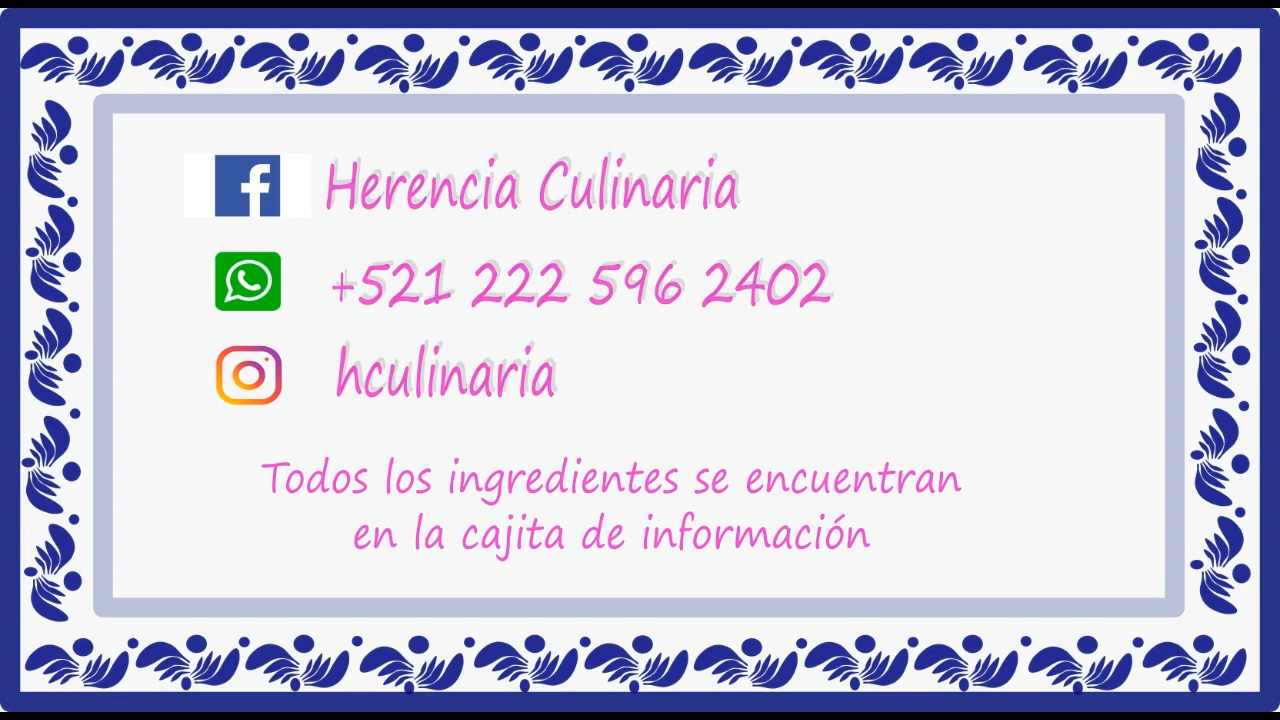 Herencia Culinaria
+521 222 596 2402
hculinaria
Todos los ingredientes se encuentran
en la cajita de información